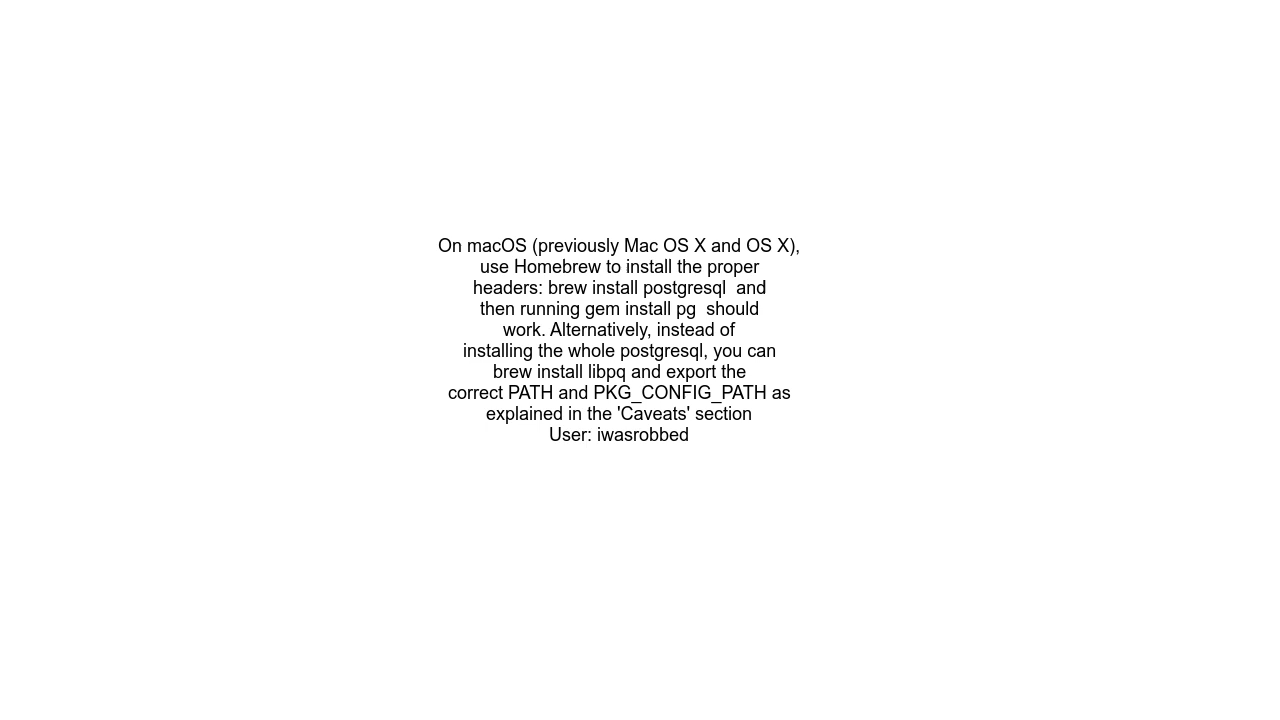 On macOS (previously Mac OS X and OS X),
use Homebrew to install the proper
headers: brew install postgresql  and
then running gem install pg  should
work. Alternatively, instead of
installing the whole postgresql, you can
brew install libpq and export the
correct PATH and PKG_CONFIG_PATH as
explained in the 'Caveats' section
User: iwasrobbed